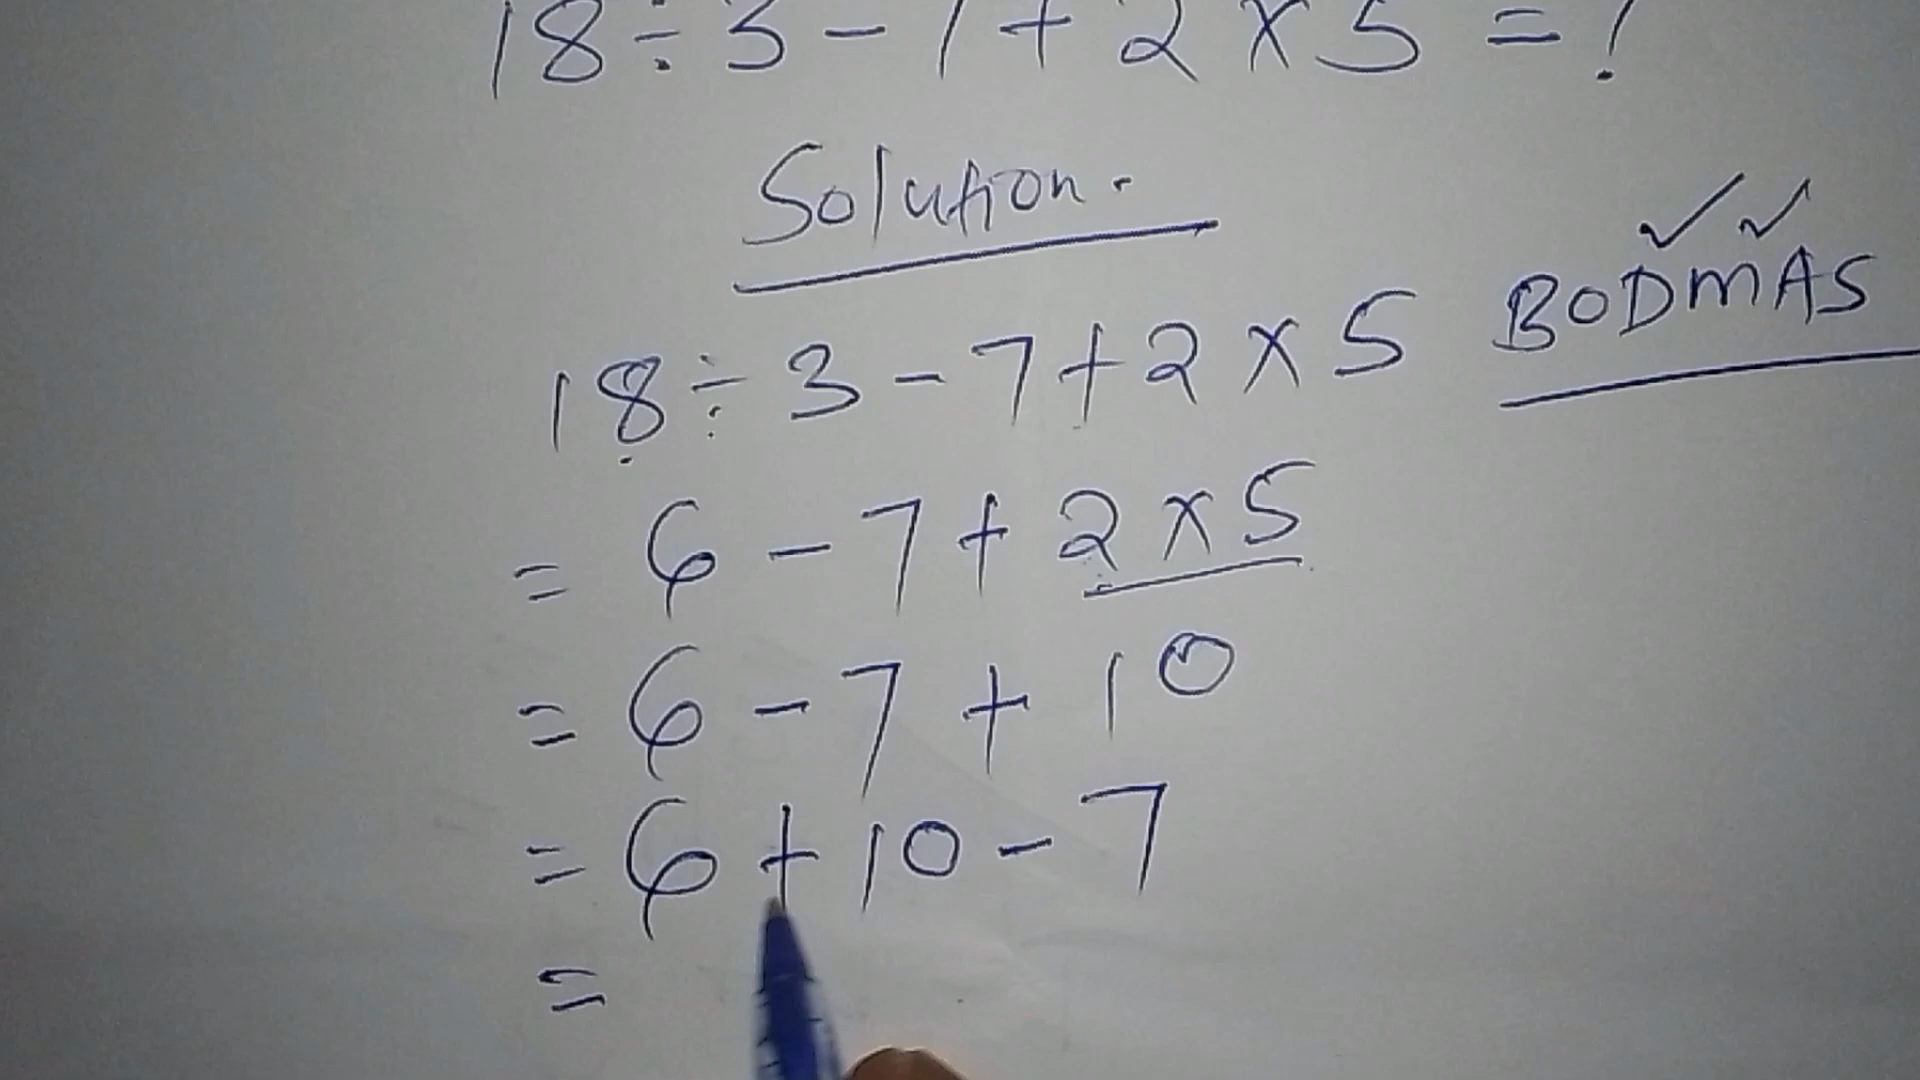 18 ÷ 3 - 7 + 2 × 5 = ?
Solution.
18 ÷ 3 - 7 + 2 × 5
BODMAS
= 6 - 7 + 2 × 5
= 6 - 7 + 10
= 6 + 10 - 7
=